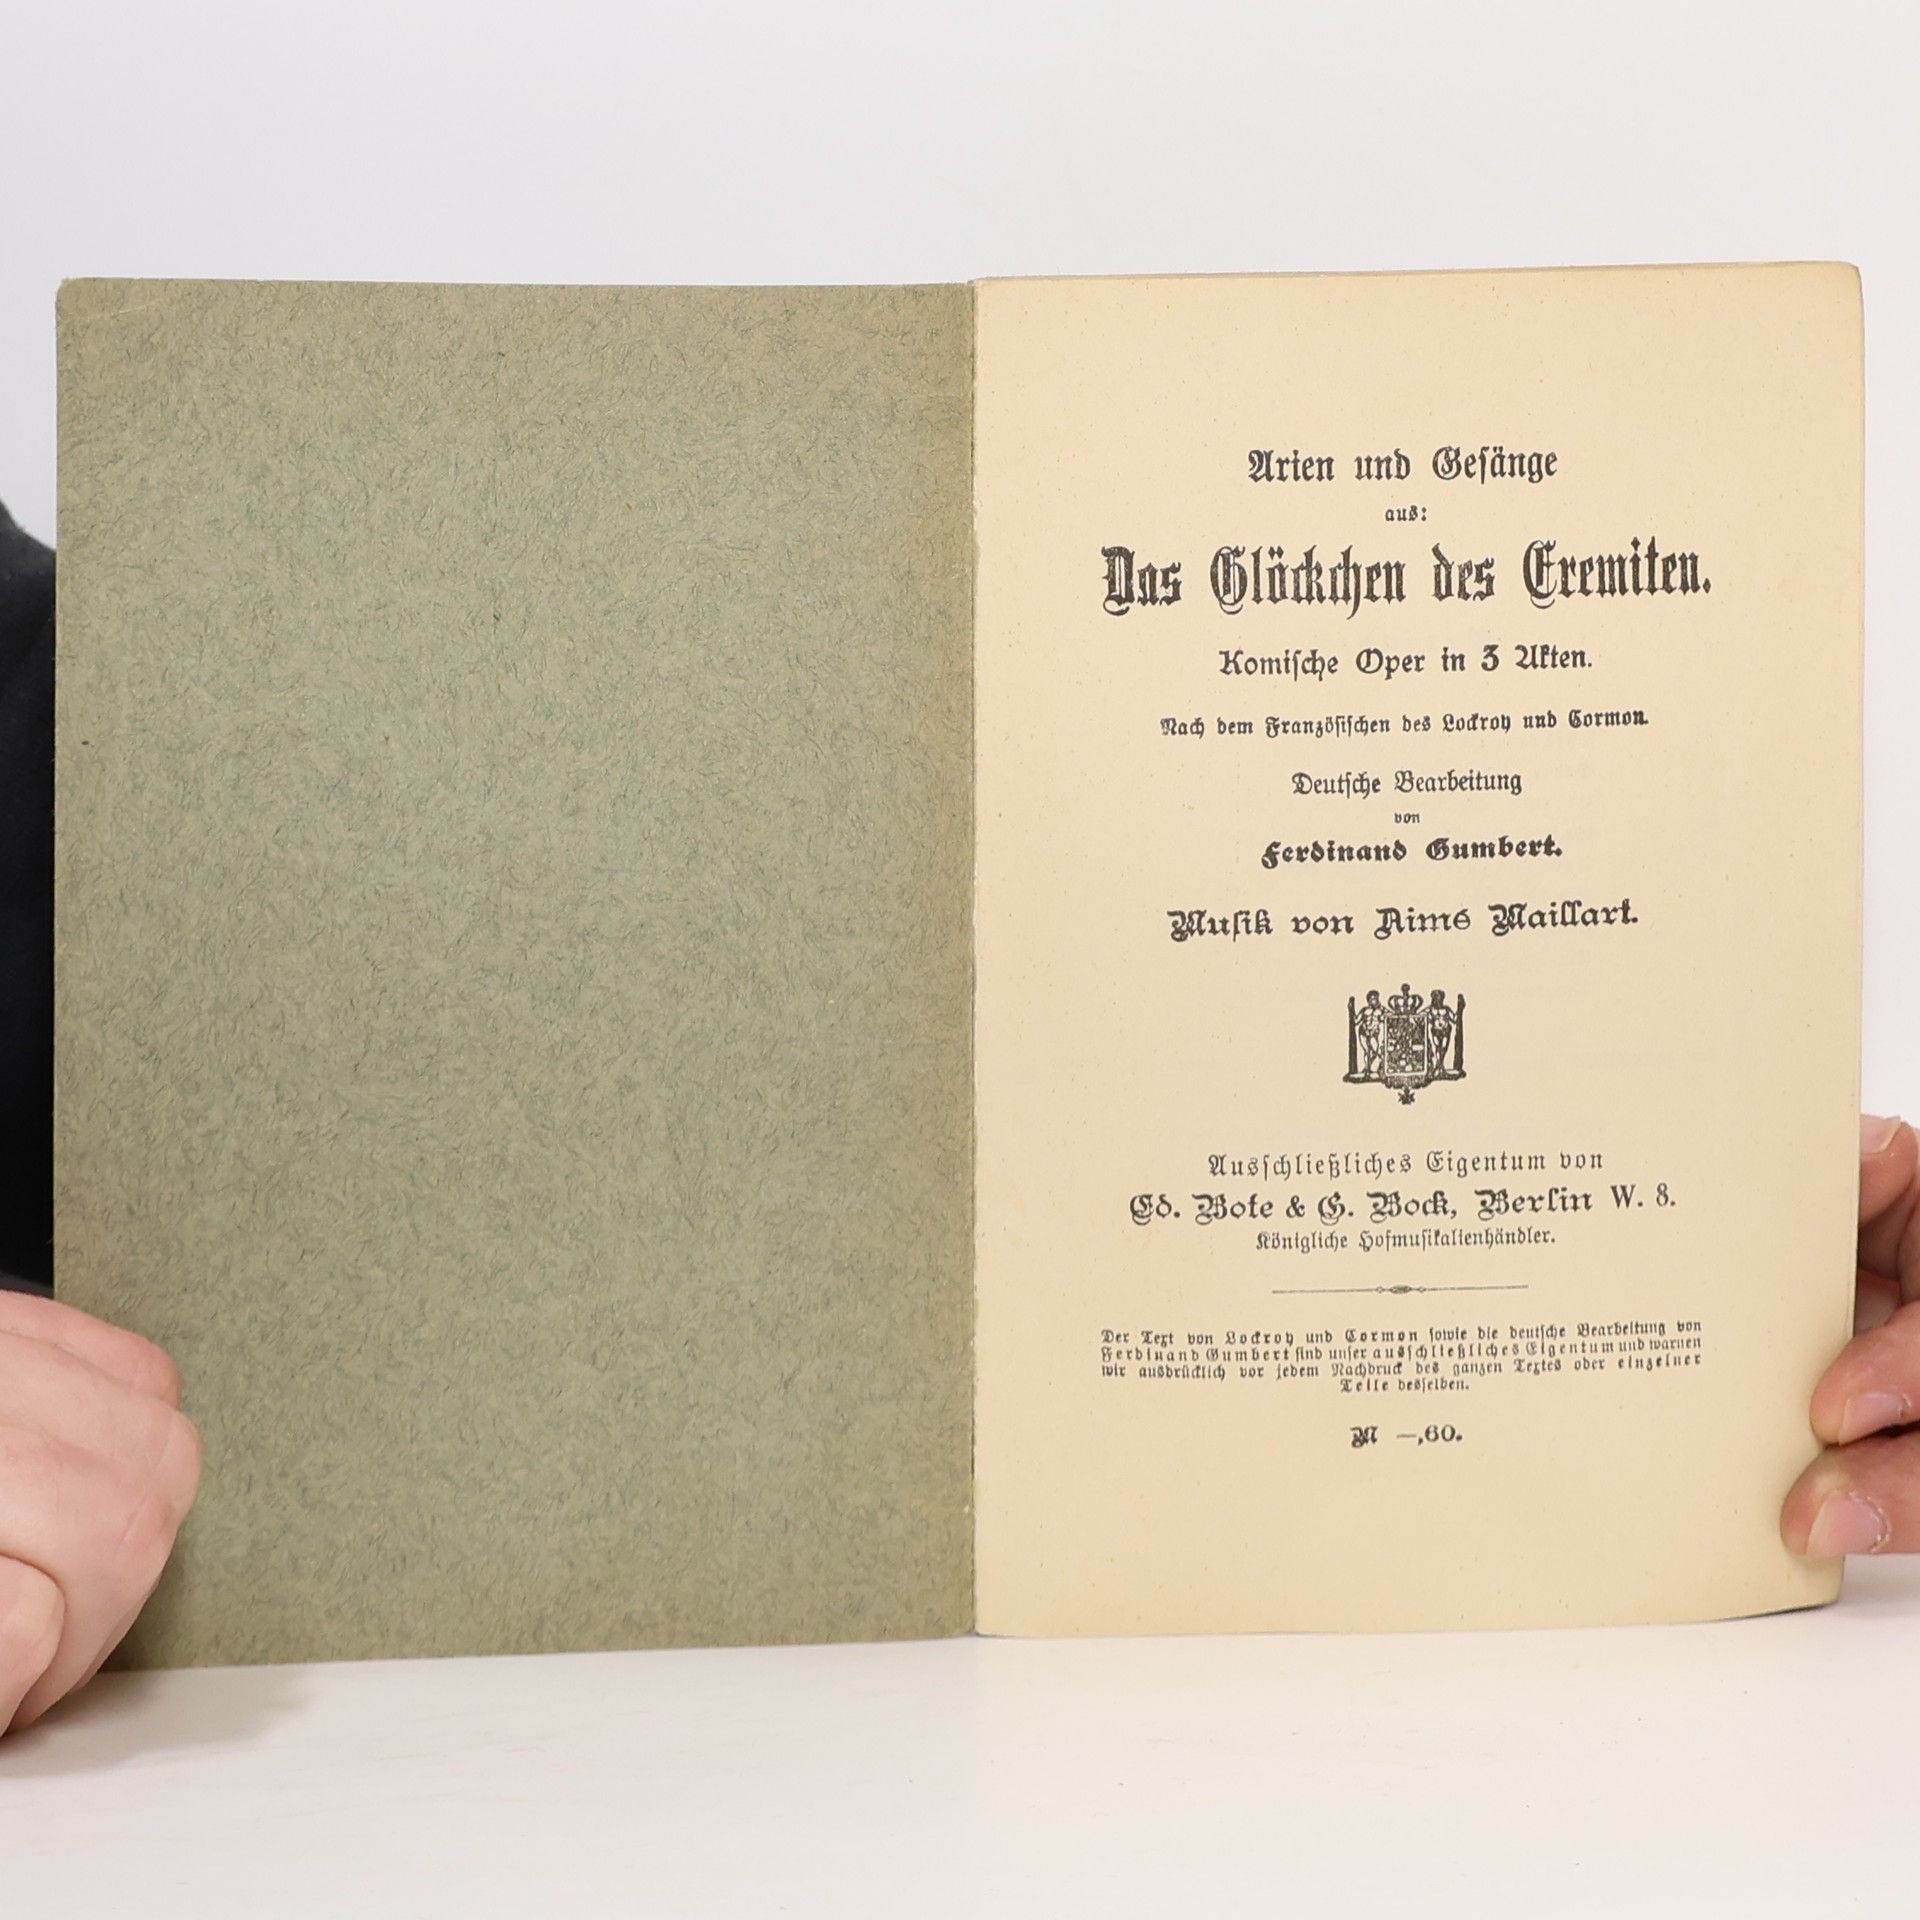 Arien und Gesänge
aus:
Das Glöckchen des Eremiten.
Komische Oper in 3 Akten.
Nach dem Französischen des Lockroy und Cormon.
Deutsche Bearbeitung
von
Ferdinand Gumbert.
Musik von Aimé Maillart.
Ausschließliches Eigentum von
Ed. Bote & G. Bock, Berlin W. 8.
Königliche Hofmusikalienhändler.
Der Text von Lockroy und Cormon sowie die deutsche Bearbeitung von
Ferdinand Gumbert sind unser ausschließliches Eigentum und warnen
wir ausdrücklich vor jedem Nachdruck des ganzen Textes oder einzelner
Teile desselben.
M —,60.